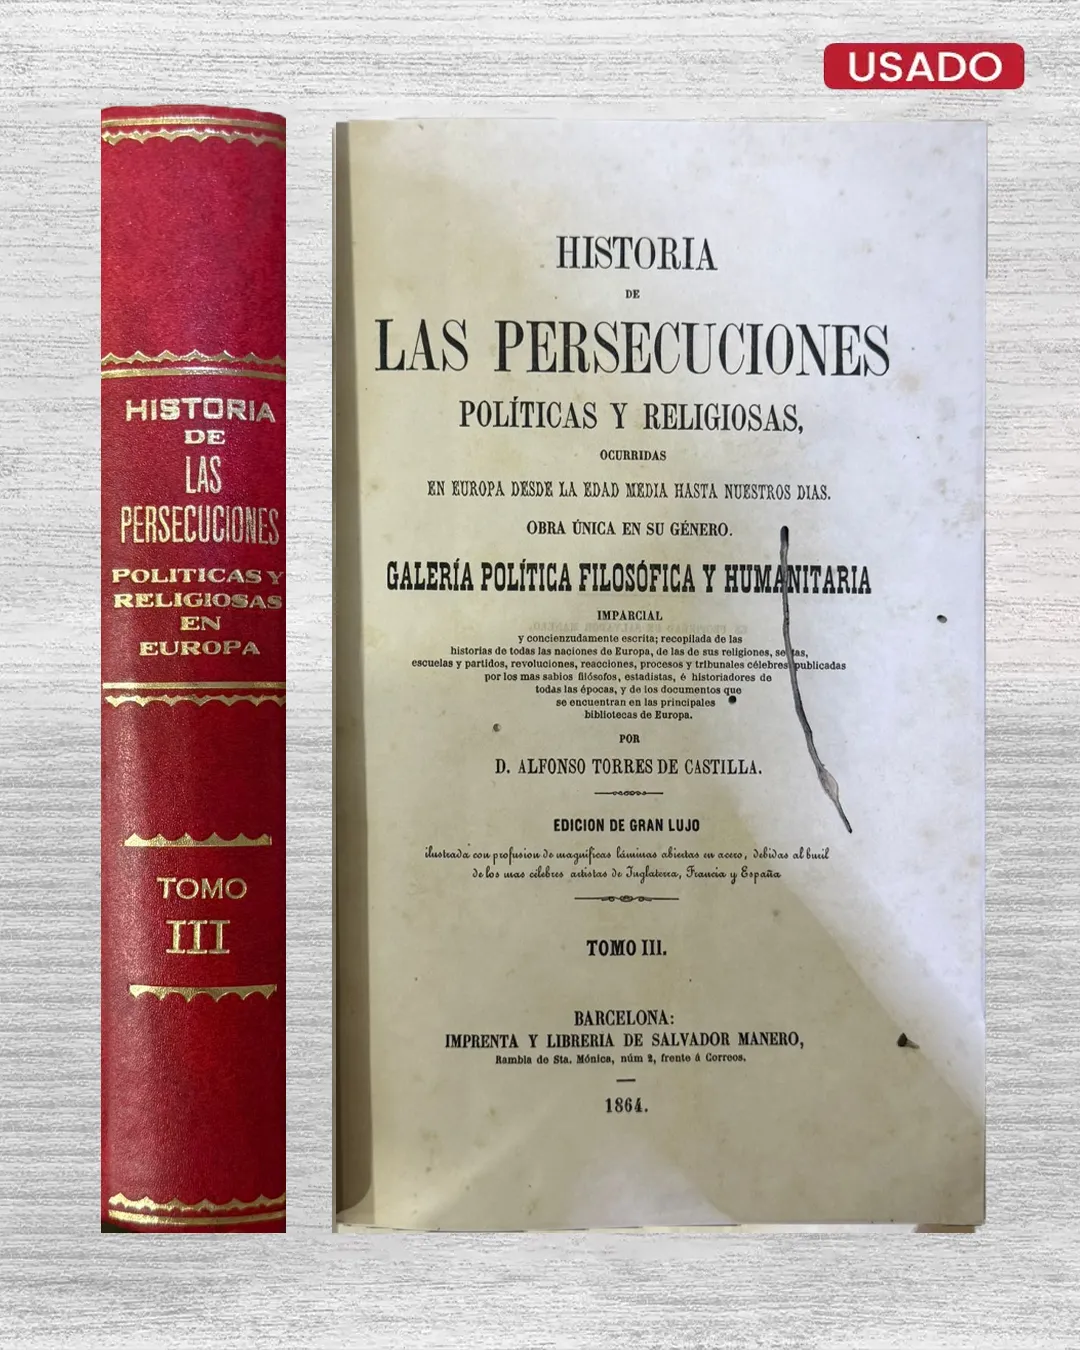 USADO
HISTORIA
DE
LAS
PERSECUCIONES
POLITICAS Y
RELIGIOSAS
EN
EUROPA
TOMO
III
HISTORIA
DE
LAS PERSECUCIONES
POLÍTICAS Y RELIGIOSAS,
OCURRIDAS
EN EUROPA DESDE LA EDAD MEDIA HASTA NUESTROS DIAS.
OBRA ÚNICA EN SU GÉNERO.
GALERÍA POLÍTICA FILOSÓFICA Y HUMANITARIA
IMPARCIAL
y concienzudamente escrita; recopilada de las
historias de todas las naciones de Europa, de las de sus religiones, sectas,
escuelas y partidos, revoluciones, reacciones, procesos y tribunales célebres publicadas
por los mas sabios filósofos, estadistas, é historiadores de
todas las épocas, y de los documentos que
se encuentran en las principales
bibliotecas de Europa.
POR
D. ALFONSO TORRES DE CASTILLA.
EDICION DE GRAN LUJO
ilustrada con profusion de magníficas láminas abiertas en acero, debidas al buril
de los mas célebres artistas de Inglaterra, Francia y España
TOMO III.
BARCELONA:
IMPRENTA Y LIBRERIA DE SALVADOR MANERO,
Rambla de Sta. Mónica, núm 2, frente á Correos.
1864.